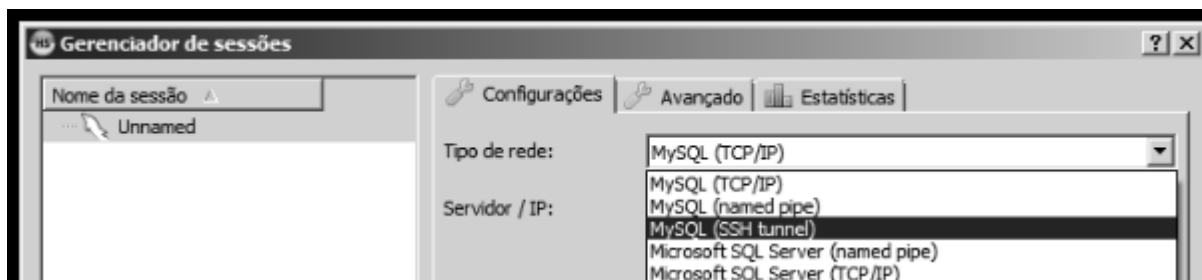 HS Gerenciador de sessões ? X
Nome da sessão
Unnamed
Configurações Avançado Estatísticas
Tipo de rede: MySQL (TCP/IP)
MySQL (TCP/IP)
Servidor / IP: MySQL (named pipe)
MySQL (SSH tunnel)
Microsoft SQL Server (named pipe)
Microsoft SQL Server (TCP/IP)